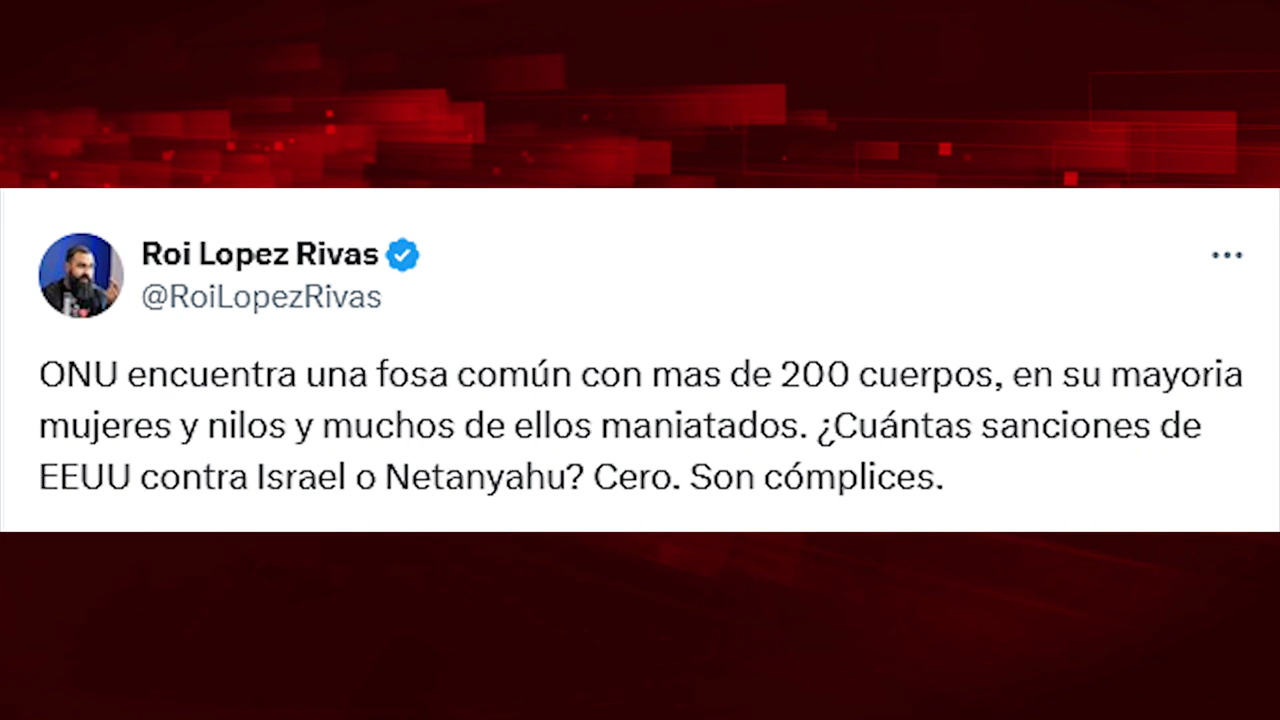 Roi Lopez Rivas
@RoiLopezRivas
ONU encuentra una fosa común con mas de 200 cuerpos, en su mayoria
mujeres y nilos y muchos de ellos maniatados. ¿Cuántas sanciones de
EEUU contra Israel o Netanyahu? Cero. Son cómplices.